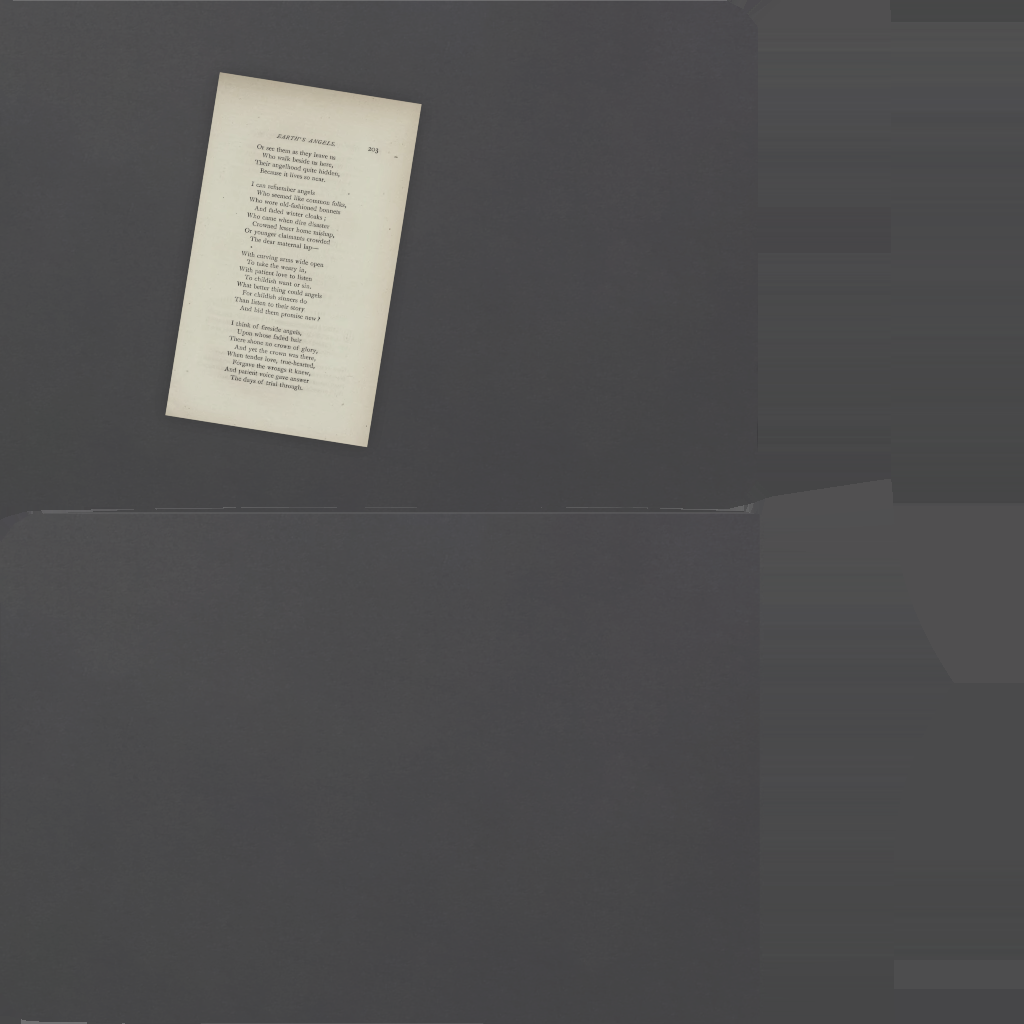 EARTH'S ANGELS. 203
Or see them as they leave us
Who walk beside us here,
Their angelhood quite hidden,
Because it lives so near.
I can remember angels
Who seemed like common folks,
Who wore old-fashioned bonnets
And faded winter cloaks;
Who came when dire disaster
Crowned lesser home mishap,
Or younger claimants crowded
The dear maternal lap—
With curving arms wide open
To take the weary in,
With patient love to listen
To childish want or sin.
What better thing could angels
For childish sinners do
Than listen to their story
And bid them promise new?
I think of fireside angels,
Upon whose faded hair
There shone no crown of glory,
And yet the crown was there,
When tender love, true-hearted,
Forgave the wrongs it knew,
And patient voice gave answer
The days of trial through.